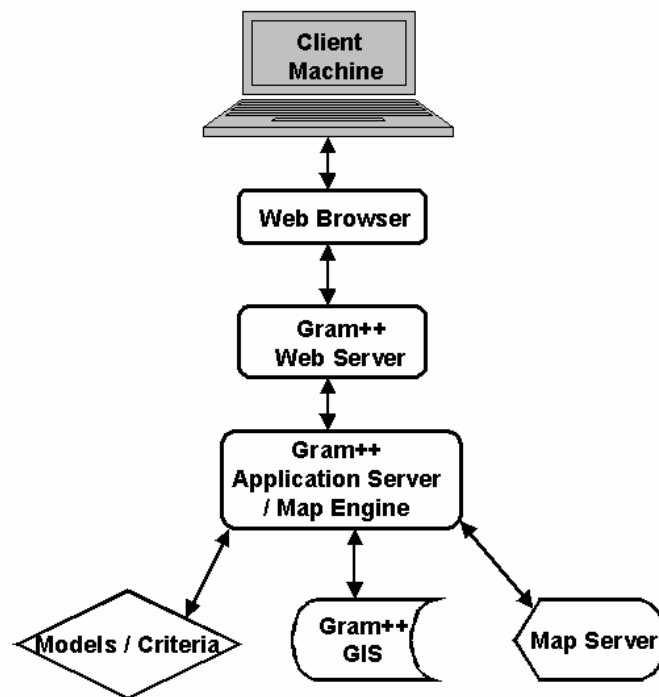 Client
Machine
Web Browser
Gram++
Web Server
Gram++
Application Server
/ Map Engine
Models / Criteria
Gram++
GIS
Map Server